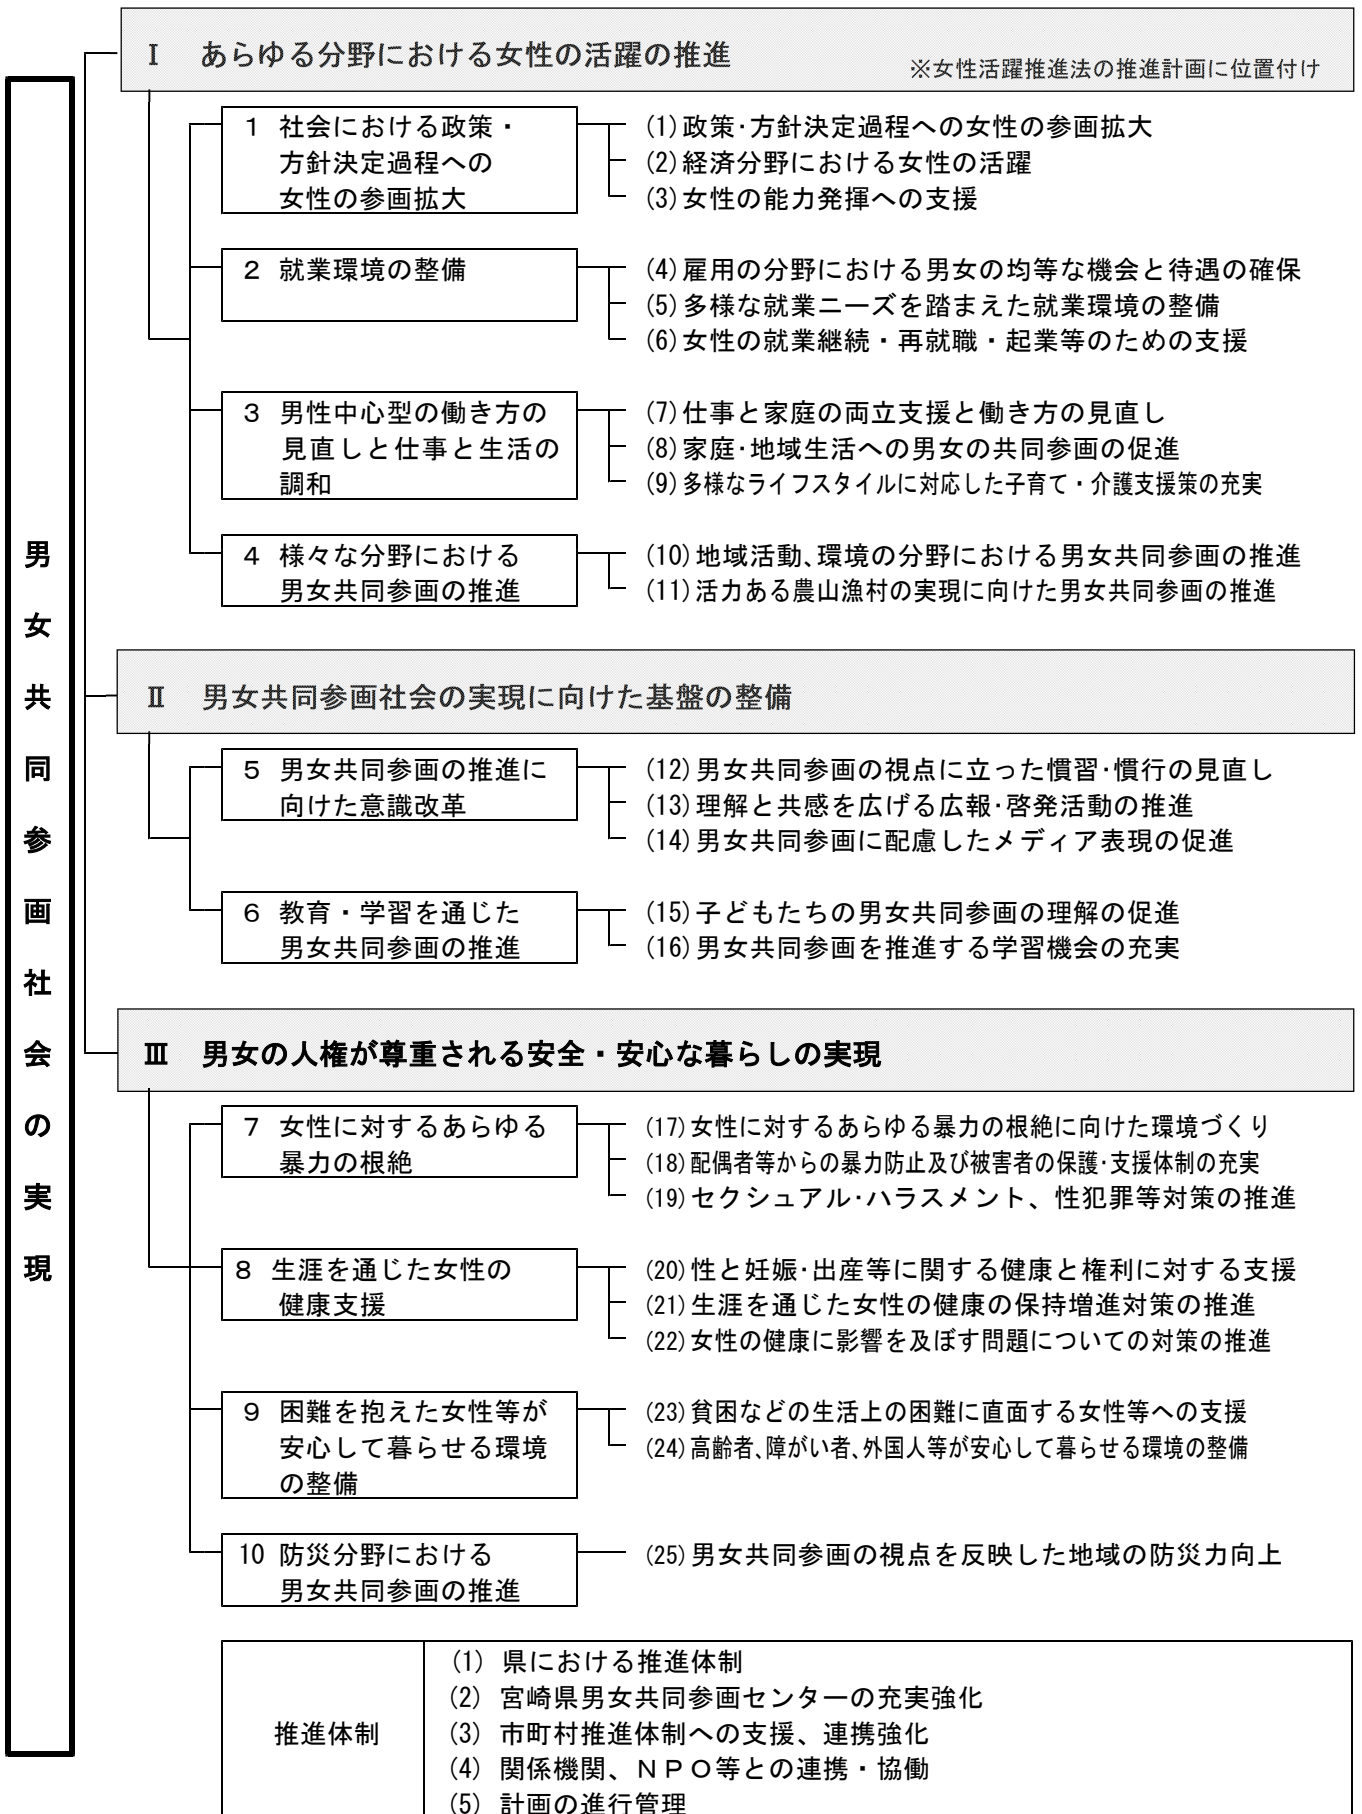 男女共同参画社会の実現
Ⅰ　あらゆる分野における女性の活躍の推進
※女性活躍推進法の推進計画に位置付け
１　社会における政策・
方針決定過程への
女性の参画拡大
(1)政策･方針決定過程への女性の参画拡大
(2)経済分野における女性の活躍
(3)女性の能力発揮への支援
２　就業環境の整備
(4)雇用の分野における男女の均等な機会と待遇の確保
(5)多様な就業ニーズを踏まえた就業環境の整備
(6)女性の就業継続・再就職・起業等のための支援
３　男性中心型の働き方の
見直しと仕事と生活の
調和
(7)仕事と家庭の両立支援と働き方の見直し
(8)家庭･地域生活への男女の共同参画の促進
(9)多様なライフスタイルに対応した子育て・介護支援策の充実
４　様々な分野における
男女共同参画の推進
(10)地域活動、環境の分野における男女共同参画の推進
(11)活力ある農山漁村の実現に向けた男女共同参画の推進
Ⅱ　男女共同参画社会の実現に向けた基盤の整備
５　男女共同参画の推進に
向けた意識改革
(12)男女共同参画の視点に立った慣習･慣行の見直し
(13)理解と共感を広げる広報･啓発活動の推進
(14)男女共同参画に配慮したメディア表現の促進
６　教育・学習を通じた
男女共同参画の推進
(15)子どもたちの男女共同参画の理解の促進
(16)男女共同参画を推進する学習機会の充実
Ⅲ　男女の人権が尊重される安全・安心な暮らしの実現
７　女性に対するあらゆる
暴力の根絶
(17)女性に対するあらゆる暴力の根絶に向けた環境づくり
(18)配偶者等からの暴力防止及び被害者の保護･支援体制の充実
(19)セクシュアル･ハラスメント、性犯罪等対策の推進
８　生涯を通じた女性の
健康支援
(20)性と妊娠･出産等に関する健康と権利に対する支援
(21)生涯を通じた女性の健康の保持増進対策の推進
(22)女性の健康に影響を及ぼす問題についての対策の推進
９　困難を抱えた女性等が
安心して暮らせる環境
の整備
(23)貧困などの生活上の困難に直面する女性等への支援
(24)高齢者、障がい者、外国人等が安心して暮らせる環境の整備
10　防災分野における
男女共同参画の推進
(25)男女共同参画の視点を反映した地域の防災力向上
推進体制
(1)　県における推進体制
(2)　宮崎県男女共同参画センターの充実強化
(3)　市町村推進体制への支援、連携強化
(4)　関係機関、ＮＰＯ等との連携・協働
(5)　計画の進行管理